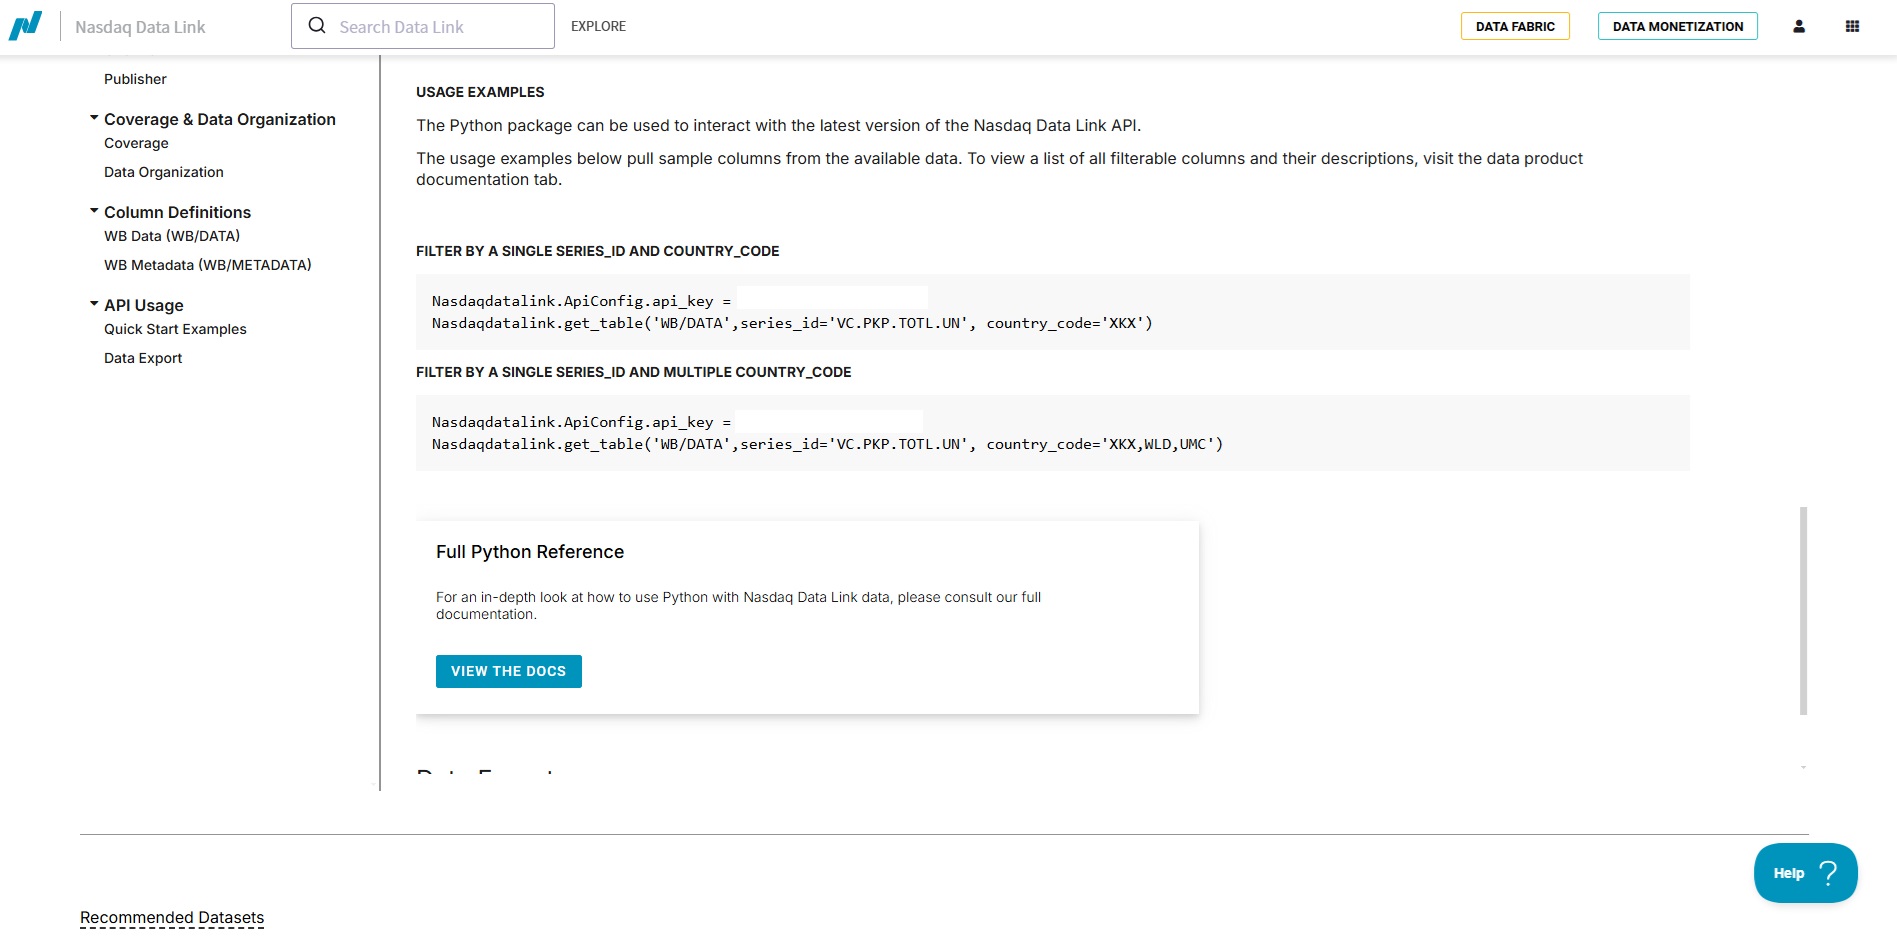 Nasdaq Data Link
Search Data Link
EXPLORE
DATA FABRIC
DATA MONETIZATION
Publisher
Coverage & Data Organization
Coverage
Data Organization
Column Definitions
WB Data (WB/DATA)
WB Metadata (WB/METADATA)
API Usage
Quick Start Examples
Data Export
USAGE EXAMPLES
The Python package can be used to interact with the latest version of the Nasdaq Data Link API.
The usage examples below pull sample columns from the available data. To view a list of all filterable columns and their descriptions, visit the data product
documentation tab.
FILTER BY A SINGLE SERIES_ID AND COUNTRY_CODE
Nasdaqdatalink.ApiConfig.api_key =
Nasdaqdatalink.get_table('WB/DATA',series_id='VC.PKP.TOTL.UN', country_code='XKX')
FILTER BY A SINGLE SERIES_ID AND MULTIPLE COUNTRY_CODE
Nasdaqdatalink.ApiConfig.api_key =
Nasdaqdatalink.get_table('WB/DATA',series_id='VC.PKP.TOTL.UN', country_code='XKX,WLD,UMC')
Full Python Reference
For an in-depth look at how to use Python with Nasdaq Data Link data, please consult our full
documentation.
VIEW THE DOCS
Help ?
Recommended Datasets